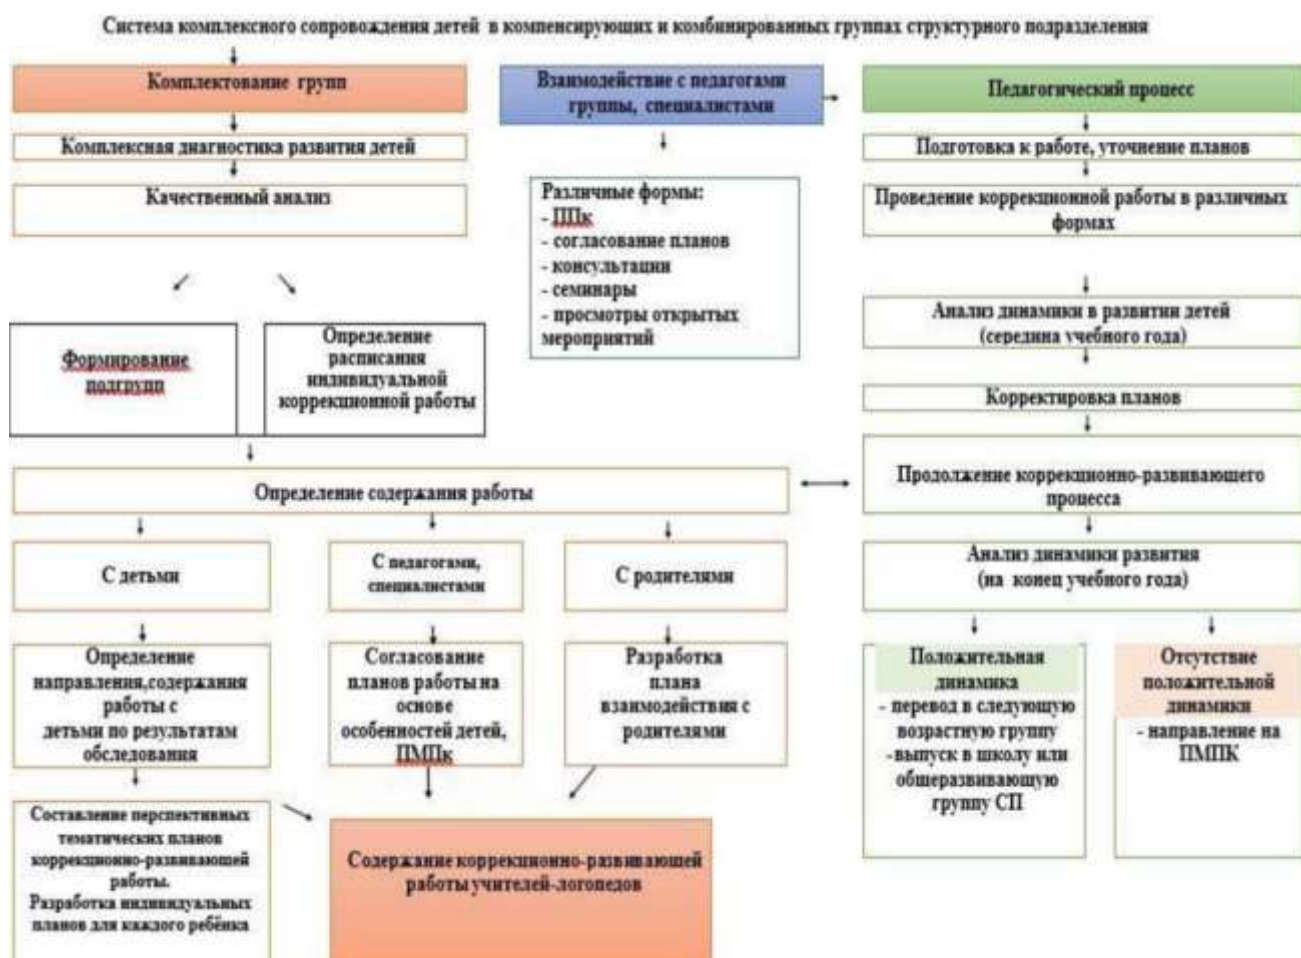 Система комплексного сопровождения детей в компенсирующих и комбинированных группах структурного подразделения
Комплектование групп
Комплексная диагностика развития детей
Качественный анализ
Формирование
подгрупп
Определение
расписания
индивидуальной
коррекционной работы
Взаимодействие с педагогами
группы, специалистами
Различные формы:
- ППк
- согласование планов
- консультации
- семинары
- просмотры открытых
мероприятий
Педагогический процесс
Подготовка к работе, уточнение планов
Проведение коррекционной работы в различных
формах
Анализ динамики в развитии детей
(середина учебного года)
Корректировка планов
Продолжение коррекционно-развивающего
процесса
Анализ динамики развития
(на конец учебного года)
Положительная
динамика
- перевод в следующую
возрастную группу
-выпуск в школу или
общеразвивающую
группу СП
Отсутствие
положительной
динамики
- направление на
ПМПК
Определение содержания работы
С детьми
С педагогами,
специалистами
С родителями
Определение
направления,содержания
работы с
детьми по результатам
обследования
Согласование
планов работы на
основе
особенностей детей,
ПМПк
Разработка
плана
взаимодействия с
родителями
Составление перспективных
тематических планов
коррекционно-развивающей
работы.
Разработка индивидуальных
планов для каждого ребёнка
Содержание коррекционно-развивающей
работы учителей-логопедов